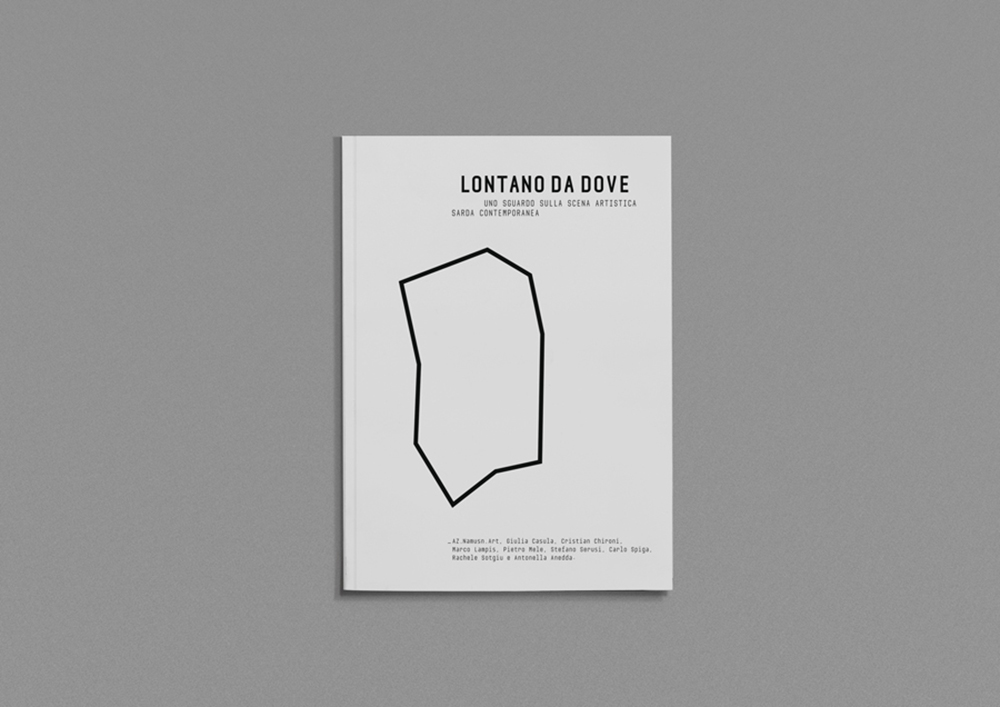 LONTANO DA DOVE
UNO SGUARDO SULLA SCENA ARTISTICA
SARDA CONTEMPORANEA
_AZ.Namusn.Art, Giulia Casula, Cristian Chironi,
Marco Lampis, Pietro Mele, Stefano Serusi, Carlo Spiga,
Rachele Sotgiu e Antonella Anedda